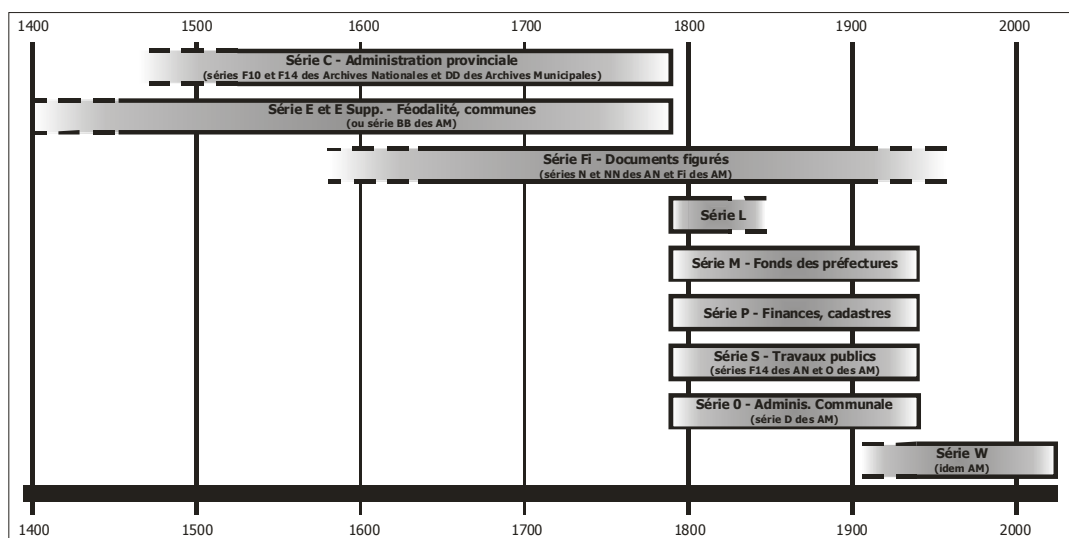 1400 1500 1600 1700 1800 1900 2000
Série C - Administration provinciale
(séries F10 et F14 des Archives Nationales et DD des Archives Municipales)
Série E et E Supp. - Féodalité, communes
(ou série BB des AM)
Série Fi - Documents figurés
(séries N et NN des AN et Fi des AM)
Série L
Série M - Fonds des préfectures
Série P - Finances, cadastres
Série S - Travaux publics
(séries F14 des AN et O des AM)
Série 0 - Adminis. Communale
(série D des AM)
Série W
(idem AM)
1400 1500 1600 1700 1800 1900 2000